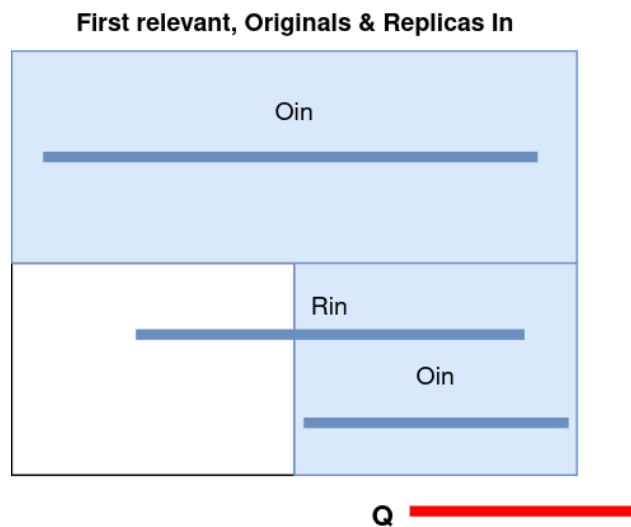 First relevant, Originals & Replicas In
Oin
Rin
Oin
Q